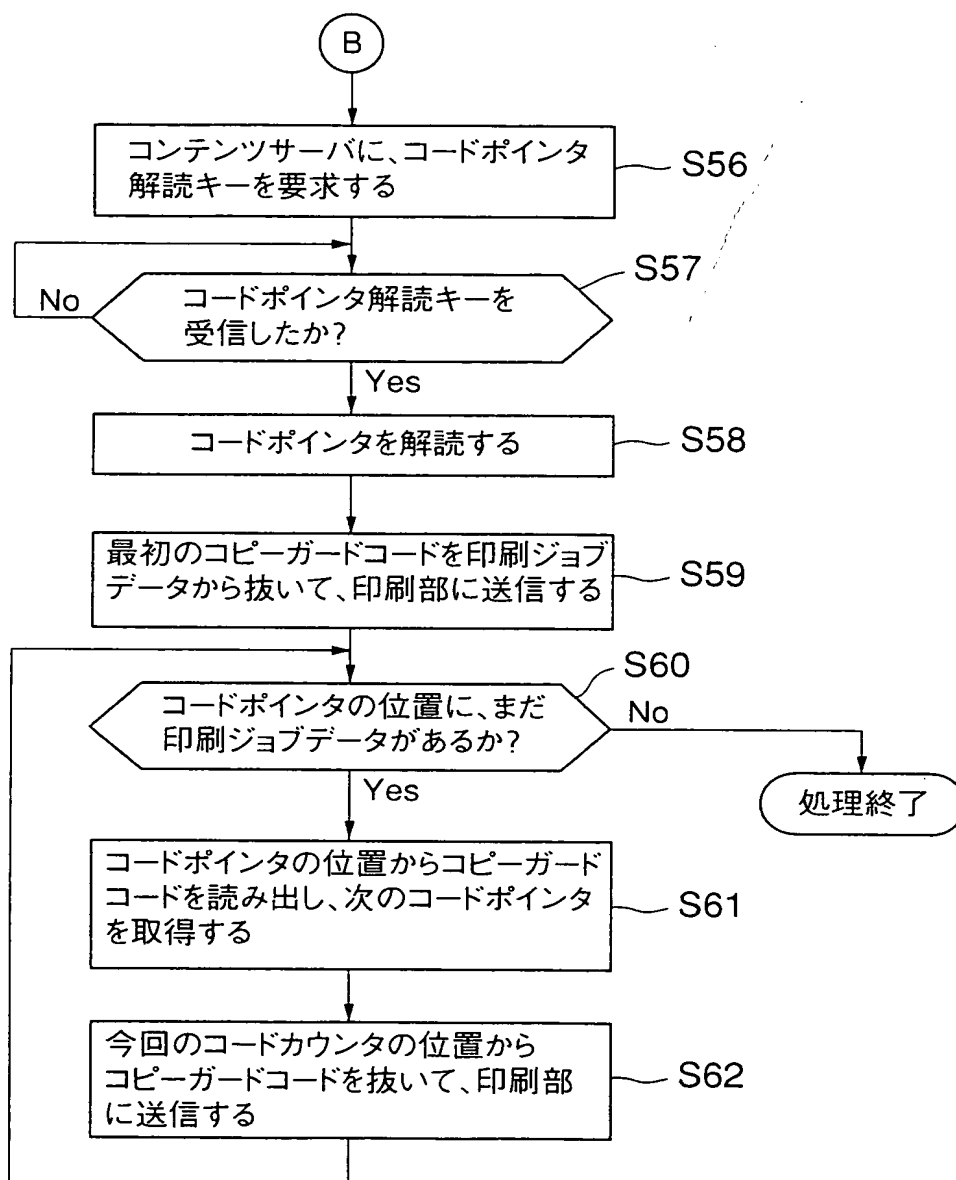 B
コンテンツサーバに、コードポインタ
解読キーを要求する
S56
S57
No
コードポインタ解読キーを
受信したか?
Yes
コードポインタを解読する
S58
最初のコピーガードコードを印刷ジョブ
データから抜いて、印刷部に送信する
S59
S60
コードポインタの位置に、まだ
印刷ジョブデータがあるか?
No
Yes
処理終了
コードポインタの位置からコピーガード
コードを読み出し、次のコードポインタ
を取得する
S61
今回のコードカウンタの位置から
コピーガードコードを抜いて、印刷部
に送信する
S62